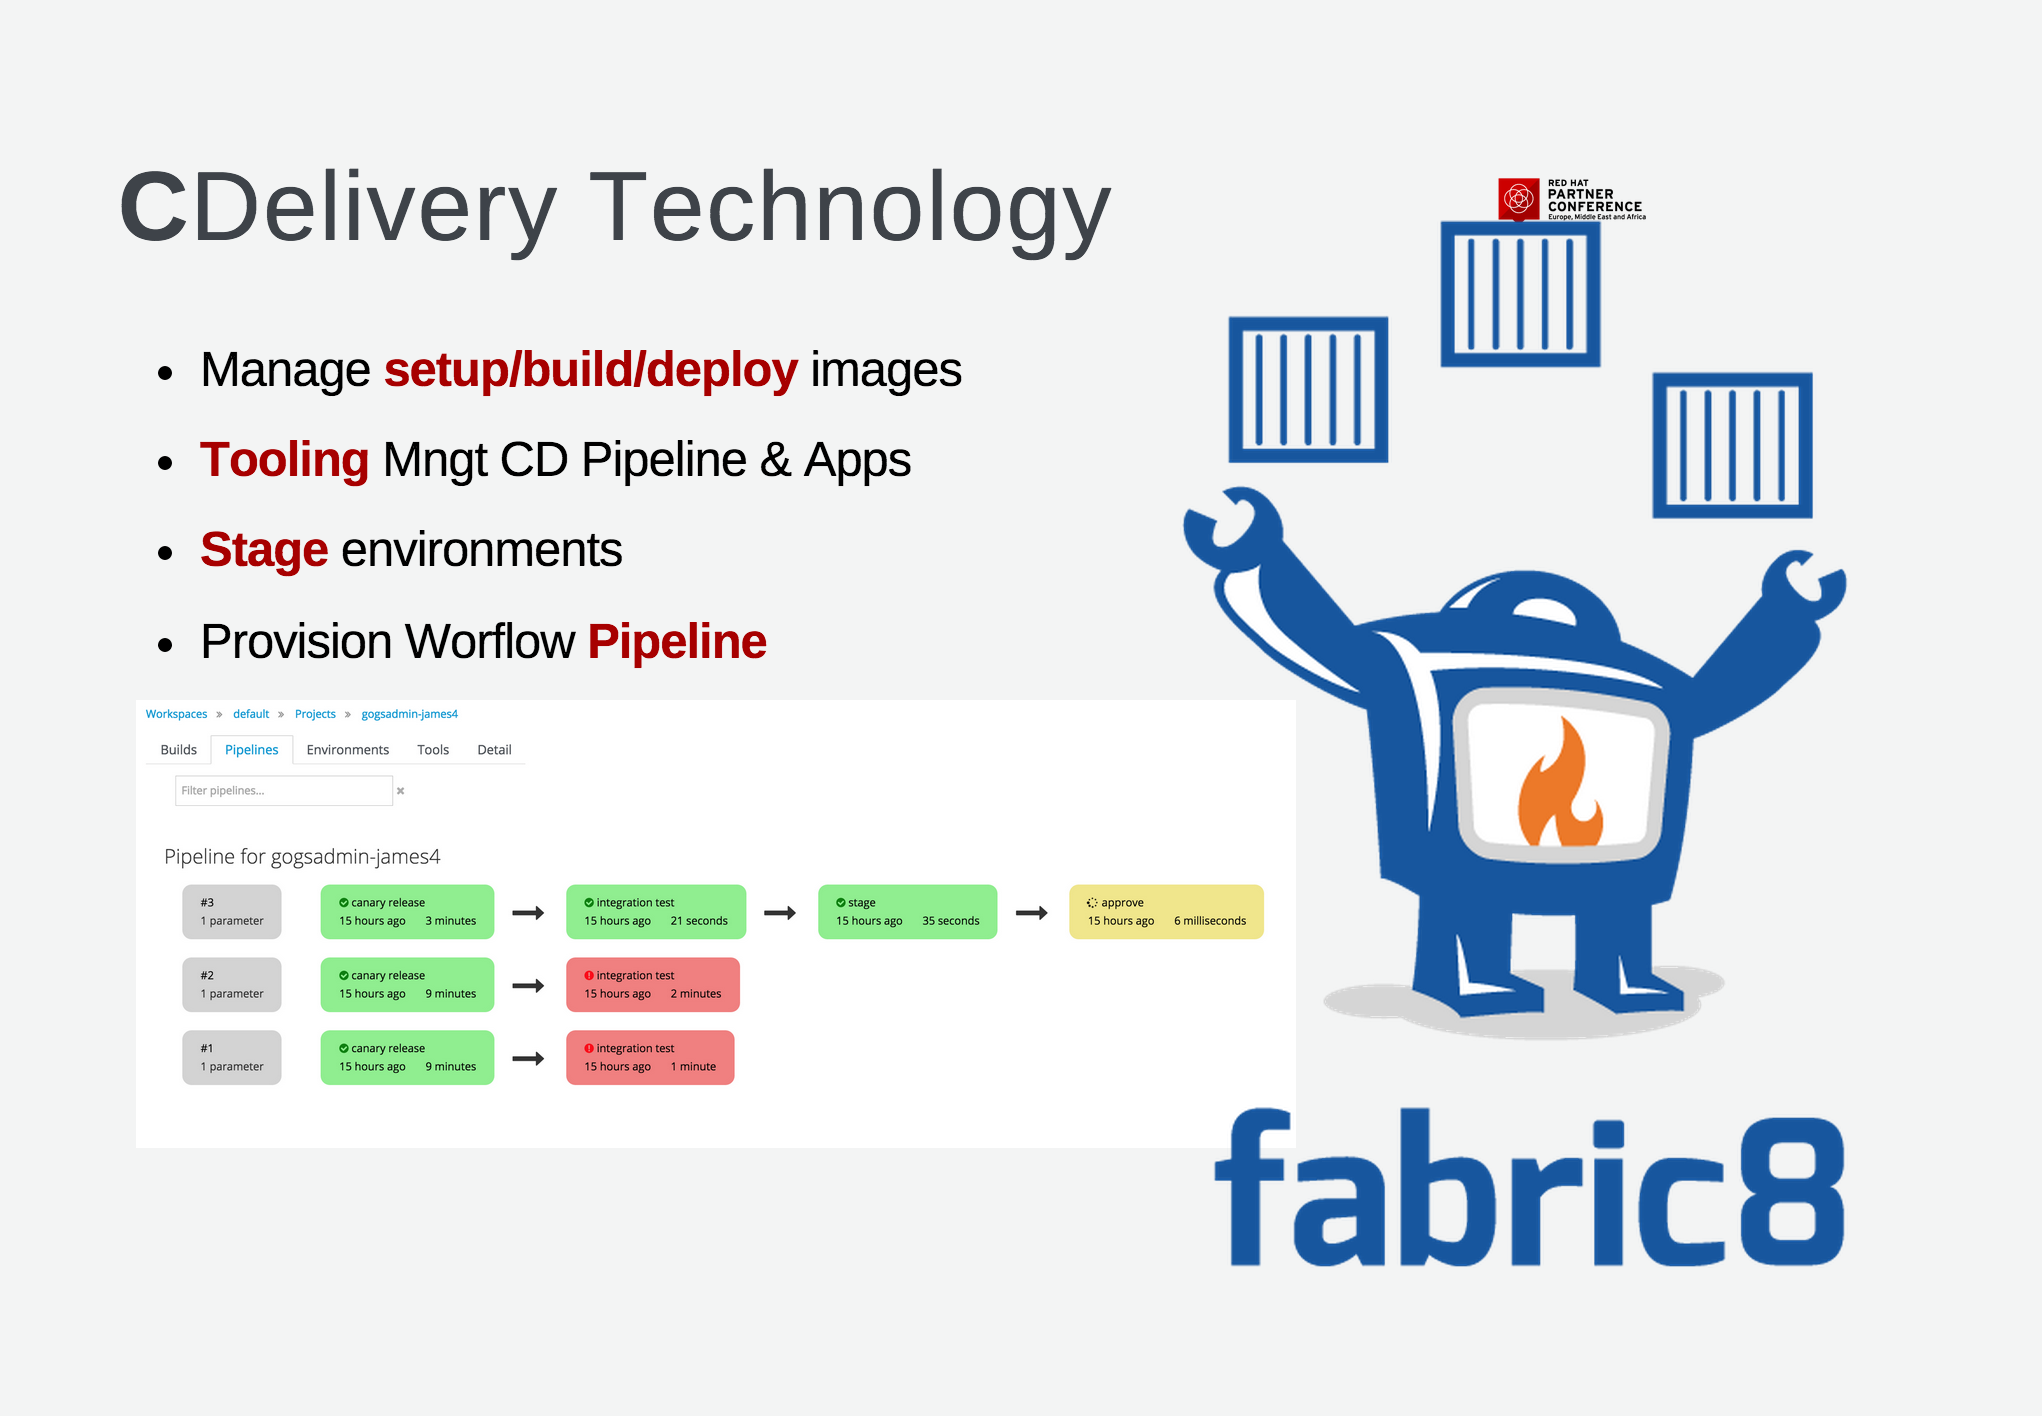 CDelivery Technology
RED HAT
PARTNER
CONFERENCE
Europe, Middle East and Africa
• Manage setup/build/deploy images
• Tooling Mngt CD Pipeline & Apps
• Stage environments
• Provision Worflow Pipeline
Workspaces » default » Projects » gogsadmin-james4
Builds Pipelines Environments Tools Detail
Filter pipelines...
Pipeline for gogsadmin-james4
#3 canary release integration test stage approve
1 parameter 15 hours ago 3 minutes 15 hours ago 21 seconds 15 hours ago 35 seconds 15 hours ago 6 milliseconds
#2 canary release integration test
1 parameter 15 hours ago 9 minutes 15 hours ago 2 minutes
#1 canary release integration test
1 parameter 15 hours ago 9 minutes 15 hours ago 1 minute
fabric8